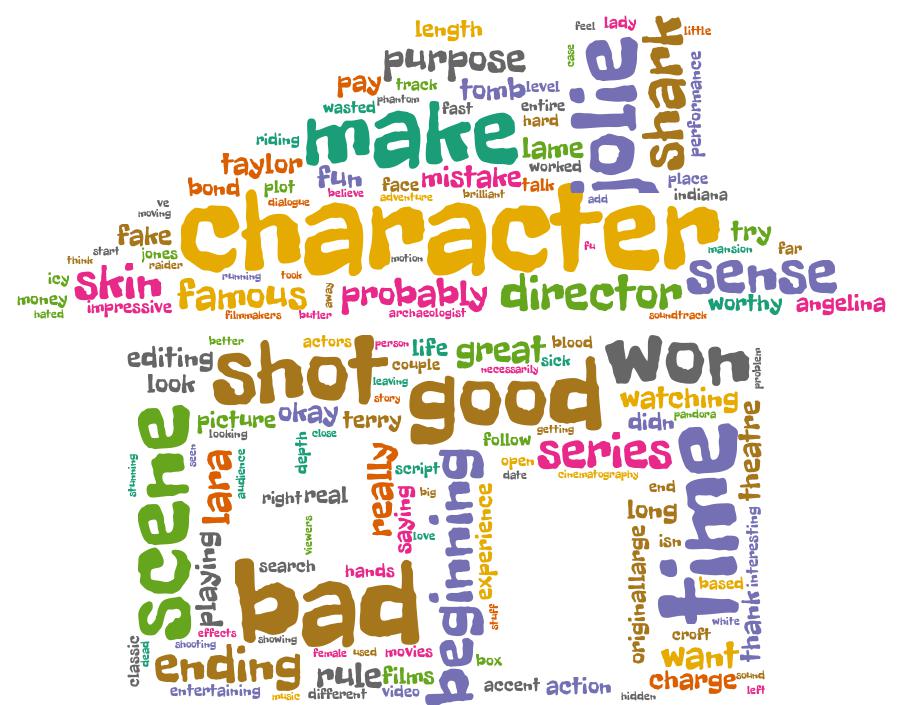 length
feel
lady
little
purpose
jolie
shark
case
pay
track
tomb
level
performance
wasted
phantom
fast
entire
hard
riding
make
lame
worked
taylor
fun
face
mistake
talk
place
bond
plot
believe
adventure
brilliant
add
indiana
dialogue
ve
moving
character
fake
try
start
jones
motion
fu
mansion
far
think
raider
icy
skin
running
took
sense
money
impressive
famous
away
probably
director
worthy
angelina
hated
filmmakers
butler
archaeologist
soundtrack
better
actors
person
life
great
blood
won
problem
editing
shot
couple
necessarily
sick
look
leaving
good
watching
story
scene
picture
okay
terry
getting
didn
pandora
time
theatre
looking
close
follow
seen
lara
audience
depth
really
script
beginning
series
stunning
open
date
cinematography
right
real
saying
big
experience
end
long
viewers
love
isn
playing
original
large
interesting
search
hands
bad
based
stuff
white
thank
effects
showing
croft
classic
dead
shooting
female
used
movies
want
ending
box
rule
films
charge
sound
entertaining
music
different
video
accent
action
hidden
left